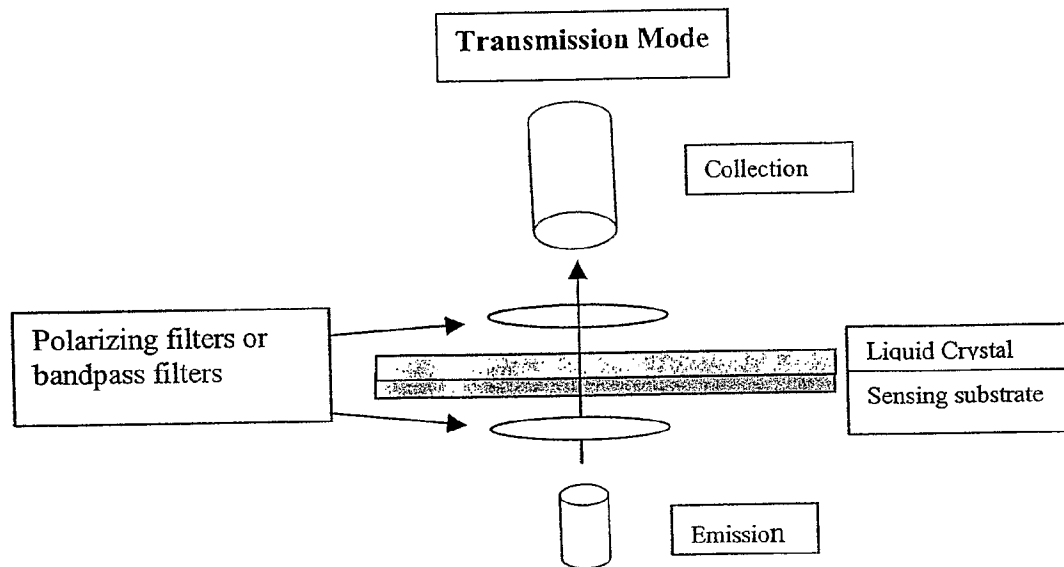 Transmission Mode
Collection
Polarizing filters or
bandpass filters
Liquid Crystal
Sensing substrate
Emission